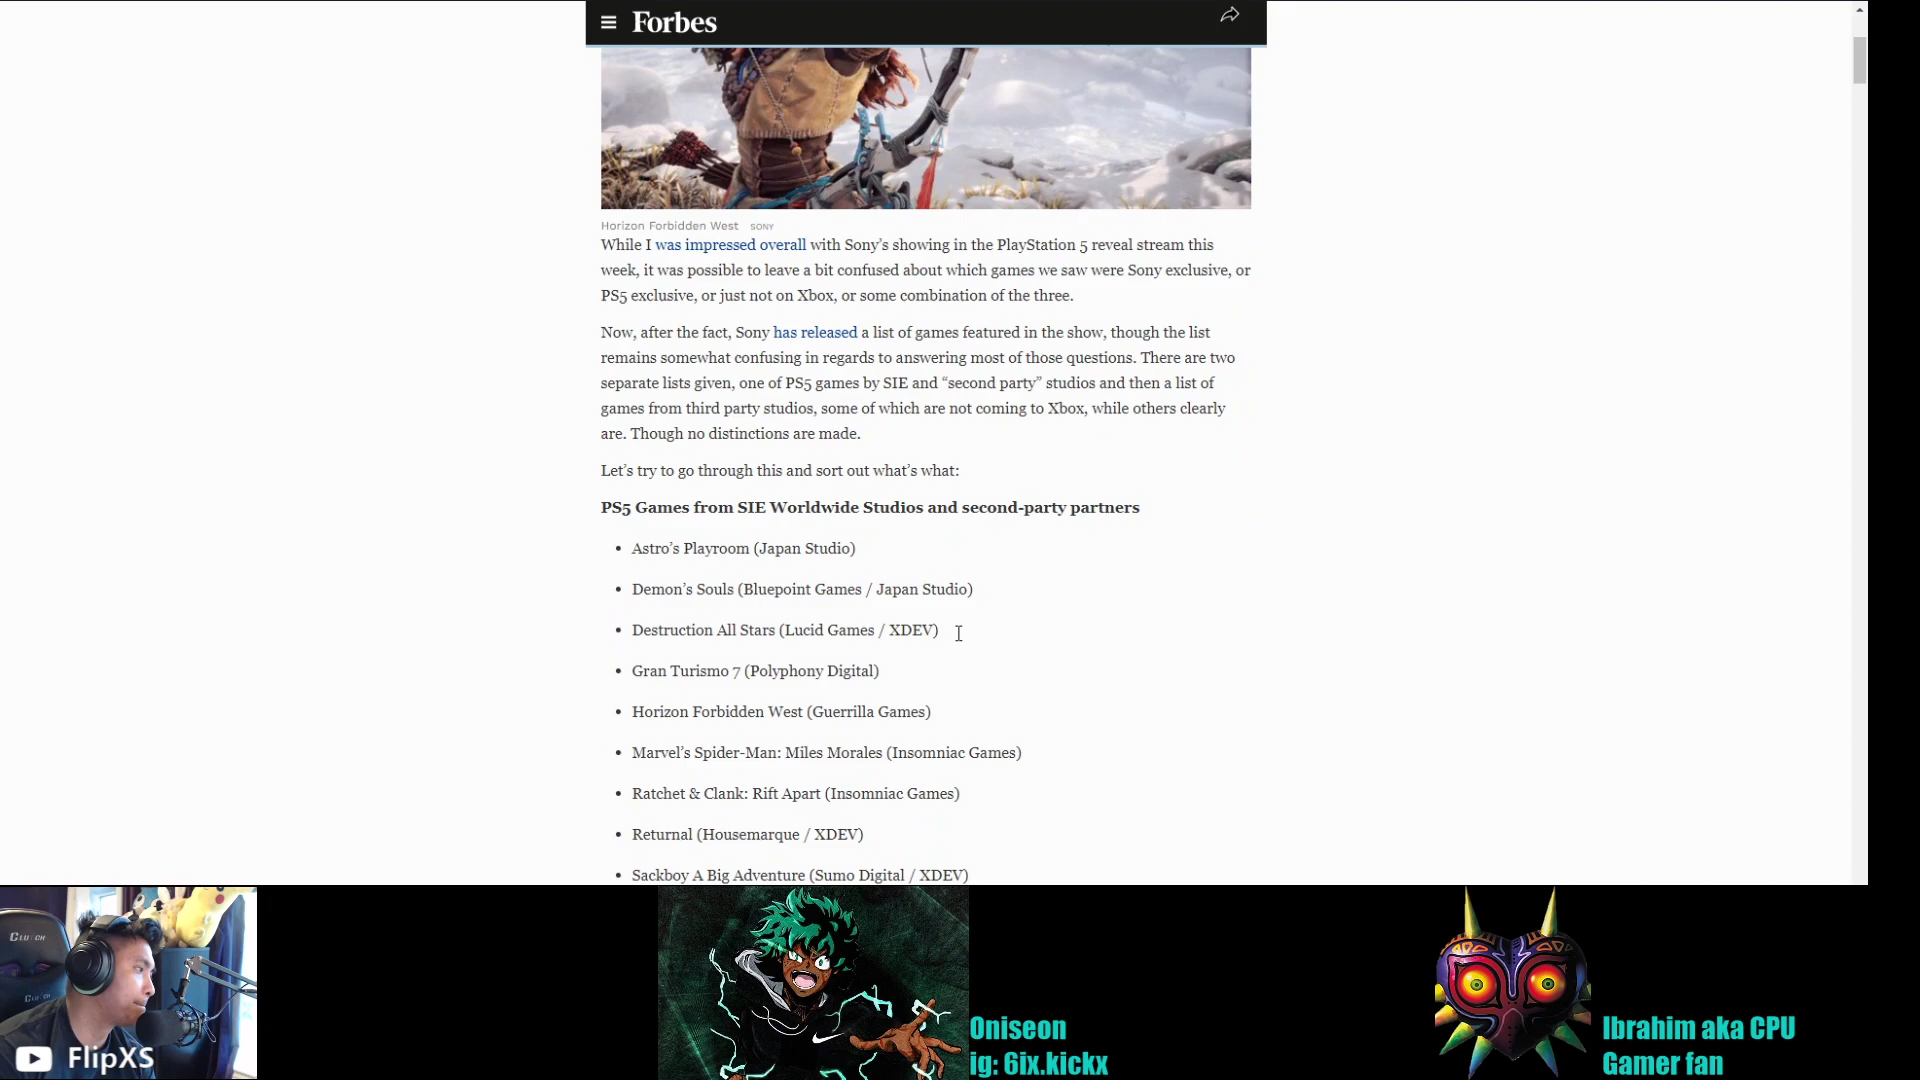 Forbes
Horizon Forbidden West SONY
While I was impressed overall with Sony's showing in the PlayStation 5 reveal stream this
week, it was possible to leave a bit confused about which games we saw were Sony exclusive, or
PS5 exclusive, or just not on Xbox, or some combination of the three.
Now, after the fact, Sony has released a list of games featured in the show, though the list
remains somewhat confusing in regards to answering most of those questions. There are two
separate lists given, one of PS5 games by SIE and “second party” studios and then a list of
games from third party studios, some of which are not coming to Xbox, while others clearly
are. Though no distinctions are made.
Let's try to go through this and sort out what's what:
PS5 Games from SIE Worldwide Studios and second-party partners
• Astro's Playroom (Japan Studio)
• Demon's Souls (Bluepoint Games / Japan Studio)
• Destruction All Stars (Lucid Games / XDEV)
• Gran Turismo 7 (Polyphony Digital)
• Horizon Forbidden West (Guerrilla Games)
• Marvel's Spider-Man: Miles Morales (Insomniac Games)
• Ratchet & Clank: Rift Apart (Insomniac Games)
• Returnal (Housemarque / XDEV)
• Sackboy A Big Adventure (Sumo Digital / XDEV)
CLUTCH
FlipXS
Oniseon
ig: 6ix.kickx
Ibrahim aka CPU
Gamer fan